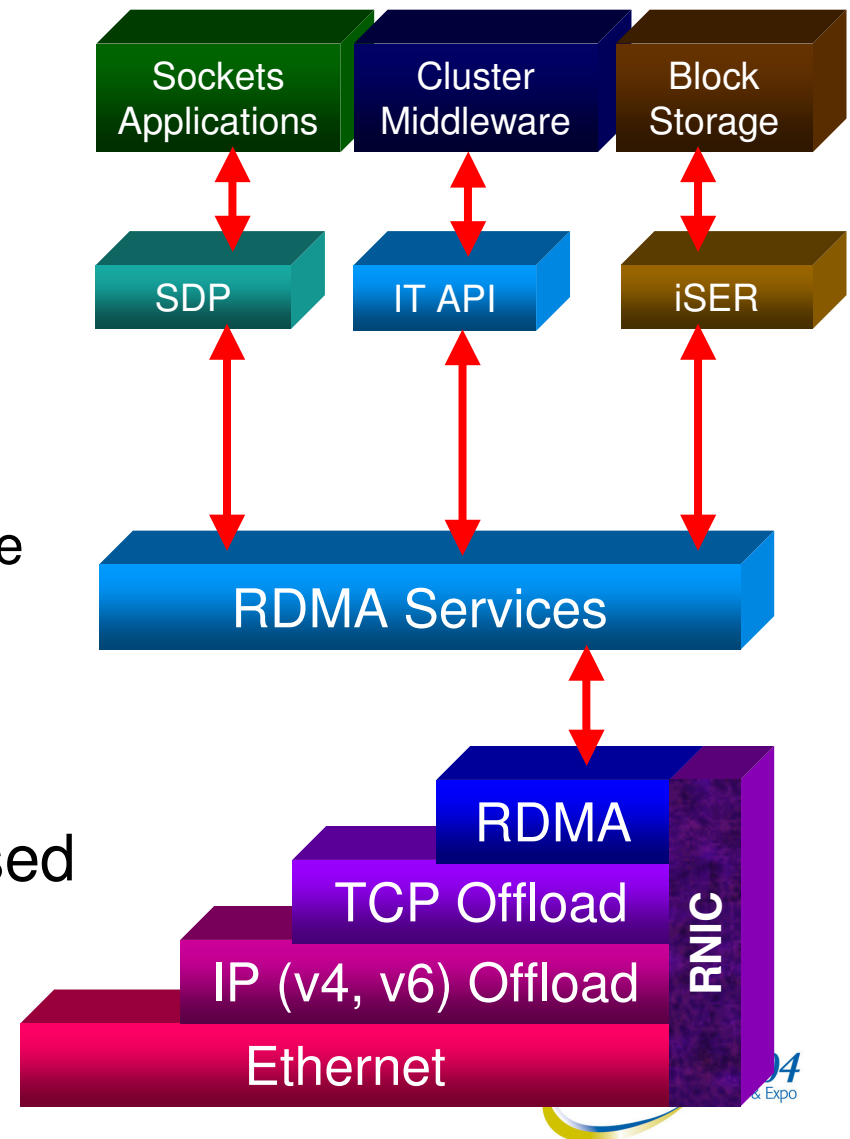 Sockets
Applications
Cluster
Middleware
Block
Storage
SDP
IT API
iSER
RDMA Services
RDMA
TCP Offload
IP (v4, v6) Offload
Ethernet
RNIC
& Expo